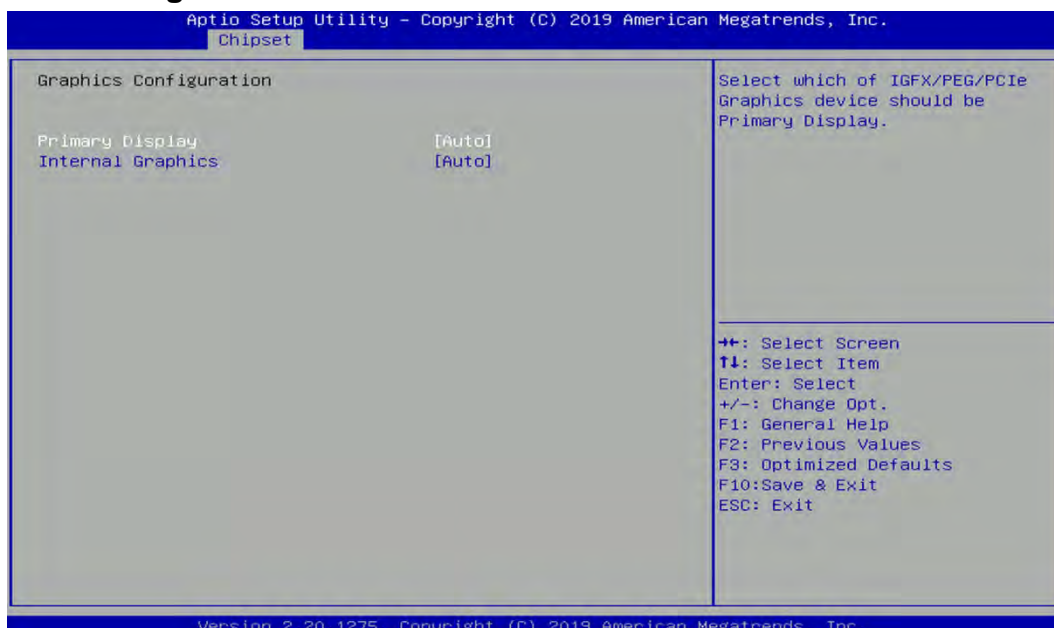 Aptio Setup Utility – Copyright (C) 2019 American Megatrends, Inc.
Chipset
Graphics Configuration
Primary Display [Auto]
Internal Graphics [Auto]
Select which of IGFX/PEG/PCIe
Graphics device should be
Primary Display.
→←: Select Screen
↑↓: Select Item
Enter: Select
+/-: Change Opt.
F1: General Help
F2: Previous Values
F3: Optimized Defaults
F10:Save & Exit
ESC: Exit
Version 2.20.1275. Copyright (C) 2019 American Megatrends, Inc.